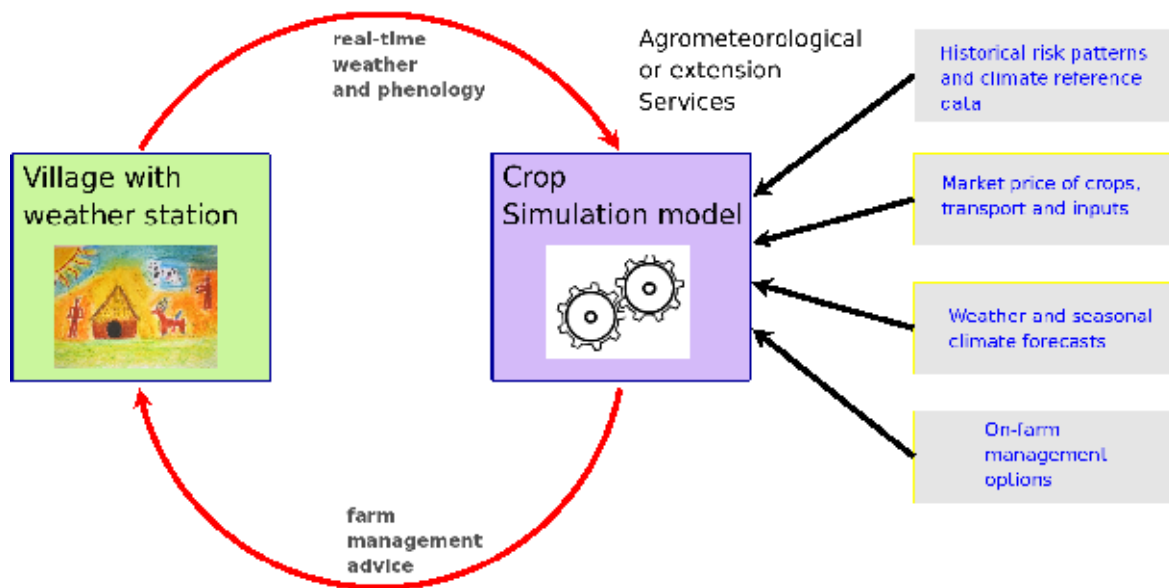 real-time
weather
and phenology
Agrometeorological
or extension
Services
Historical risk patterns
and climate reference
data
Village with
weather station
Crop
Simulation model
Market price of crops,
transport and inputs
Weather and seasonal
climate forecasts
On-farm
management
options
farm
management
advice